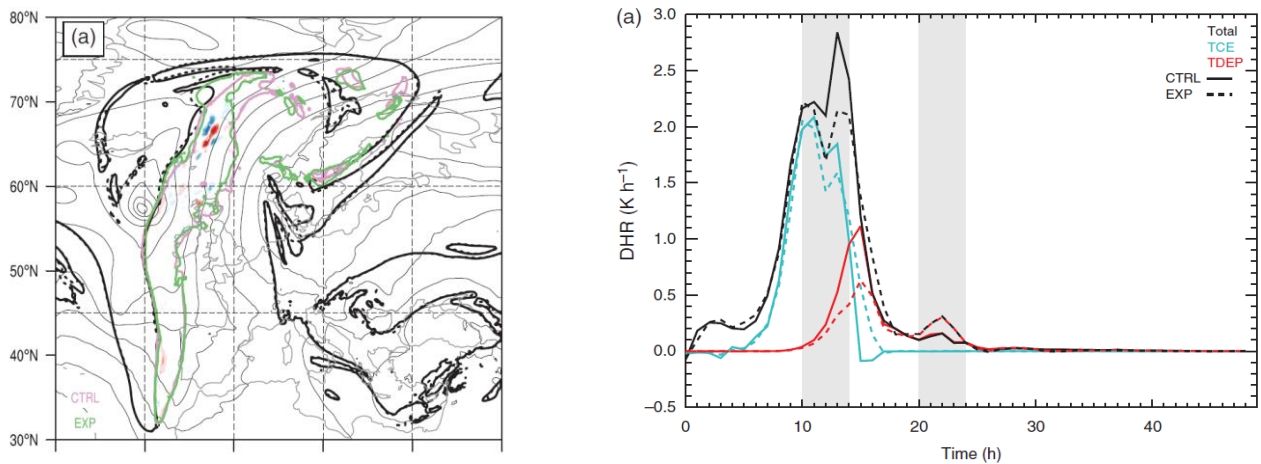 (a)
80°N
70°N
60°N
50°N
40°N
30°N
CTRL
EXP
(a)
DHR (K h⁻¹)
3.0
2.5
2.0
1.5
1.0
0.5
0.0
−0.5
0
10
20
30
40
Time (h)
Total
TCE
TDEP
CTRL
EXP